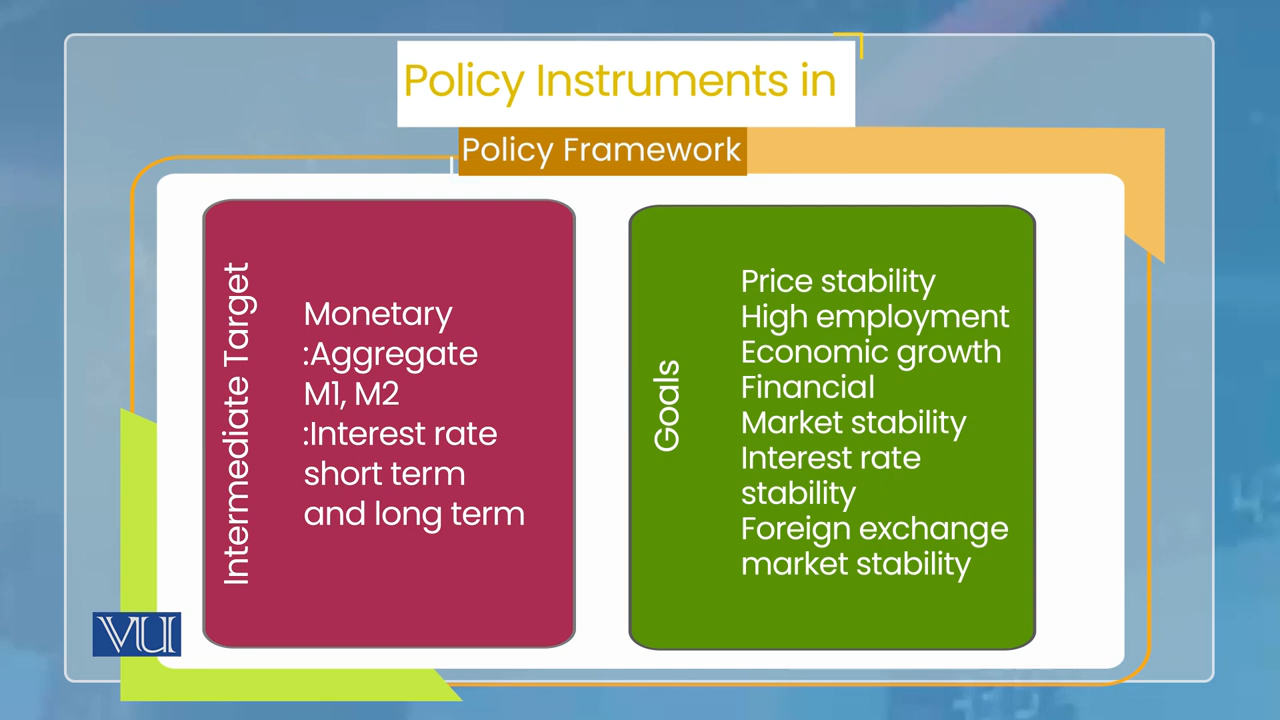 Policy Instruments in
Policy Framework
Intermediate Target
Monetary
:Aggregate
M1, M2
:Interest rate
short term
and long term
Goals
Price stability
High employment
Economic growth
Financial
Market stability
Interest rate
stability
Foreign exchange
market stability
VU